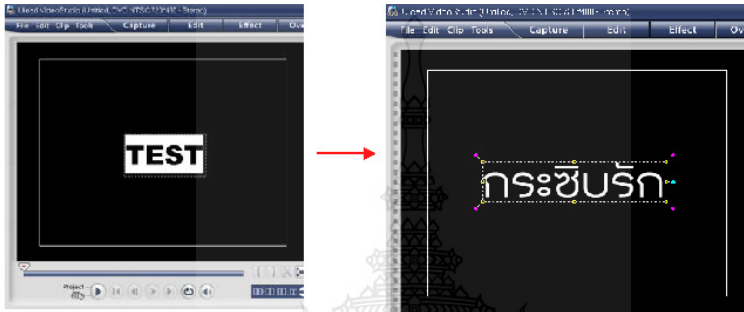 File Edit Clip Tools Capture Edit Effect
TEST
Project
File Edit Clip Tools Capture Edit Effect
กระซิบรัก